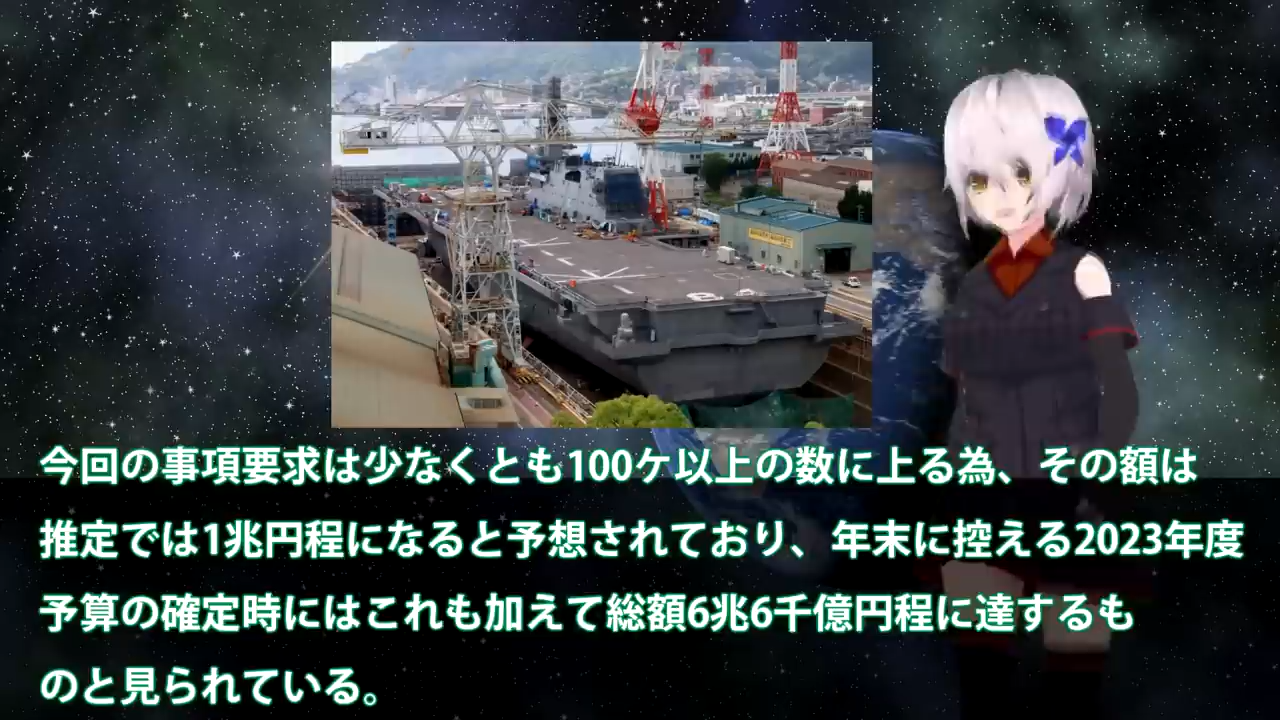 今回の事項要求は少なくとも100ケ以上の数に上る為、その額は
推定では1兆円程になると予想されており、年末に控える2023年度
予算の確定時にはこれも加えて総額6兆6千億円程に達するも
のと見られている。